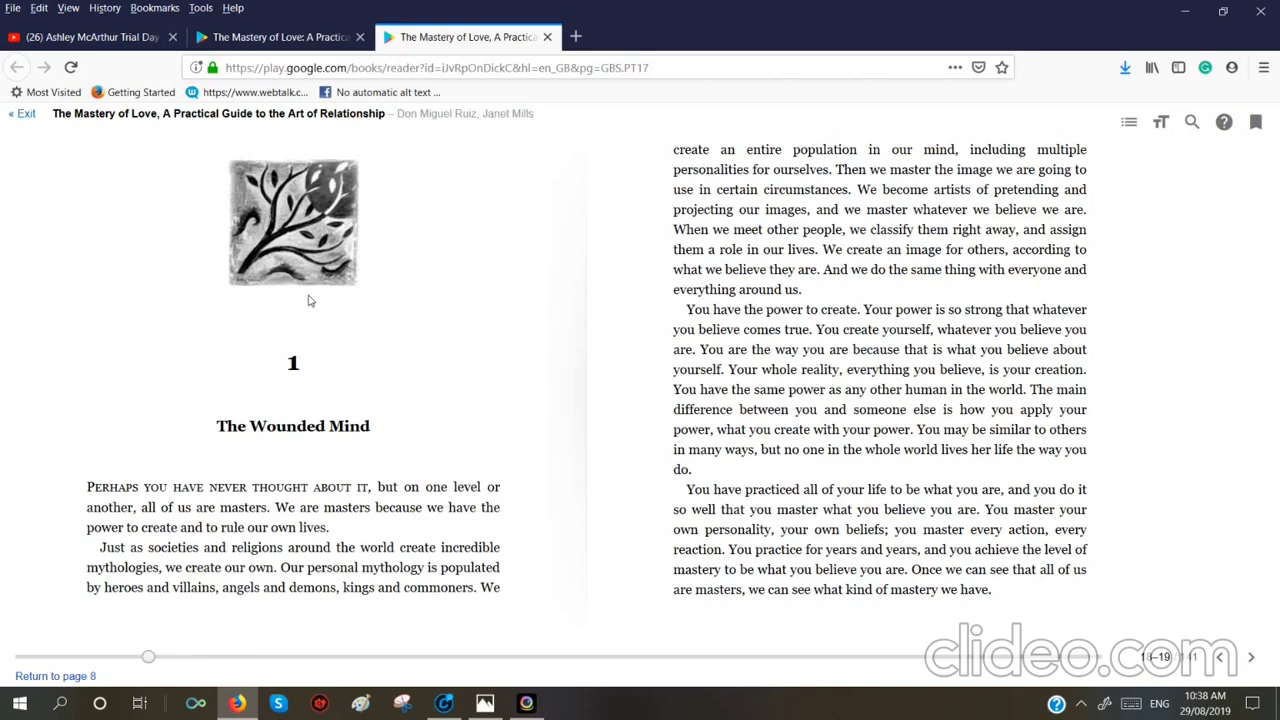 File Edit View History Bookmarks Tools Help
(26) Ashley McArthur Trial Day
The Mastery of Love: A Practica
The Mastery of Love, A Practica
https://play.google.com/books/reader?id=iJvRpOnDickC&hl=en_GB&pg=GBS.PT17
Most Visited Getting Started https://www.webtalk.c... No automatic alt text ...
« Exit The Mastery of Love, A Practical Guide to the Art of Relationship – Don Miguel Ruiz, Janet Mills
1
The Wounded Mind
PERHAPS YOU HAVE NEVER THOUGHT ABOUT IT, but on one level or
another, all of us are masters. We are masters because we have the
power to create and to rule our own lives.
Just as societies and religions around the world create incredible
mythologies, we create our own. Our personal mythology is populated
by heroes and villains, angels and demons, kings and commoners. We
create an entire population in our mind, including multiple
personalities for ourselves. Then we master the image we are going to
use in certain circumstances. We become artists of pretending and
projecting our images, and we master whatever we believe we are.
When we meet other people, we classify them right away, and assign
them a role in our lives. We create an image for others, according to
what we believe they are. And we do the same thing with everyone and
everything around us.
You have the power to create. Your power is so strong that whatever
you believe comes true. You create yourself, whatever you believe you
are. You are the way you are because that is what you believe about
yourself. Your whole reality, everything you believe, is your creation.
You have the same power as any other human in the world. The main
difference between you and someone else is how you apply your
power, what you create with your power. You may be similar to others
in many ways, but no one in the whole world lives her life the way you
do.
You have practiced all of your life to be what you are, and you do it
so well that you master what you believe you are. You master your
own personality, your own beliefs; you master every action, every
reaction. You practice for years and years, and you achieve the level of
mastery to be what you believe you are. Once we can see that all of us
are masters, we can see what kind of mastery we have.
clideo.com
Return to page 8
ENG
10:38 AM
29/08/2019